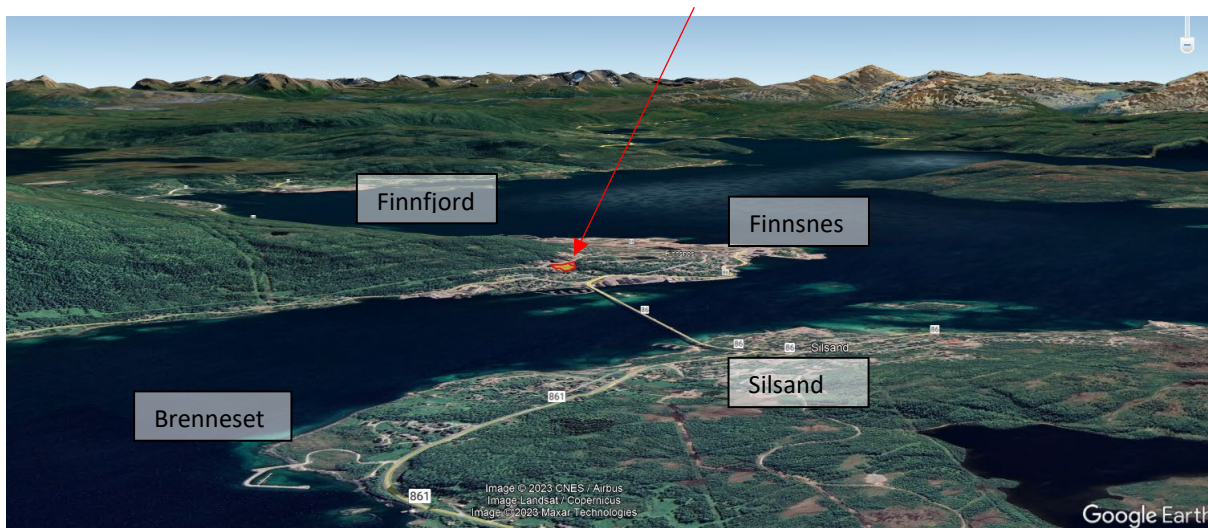 Finnfjord
Finnsnes
86
Silsand
86
86
861
Silsand
Brenneset
861
Image © 2023 CNES / Airbus
Image Landsat / Copernicus
Image © 2023 Maxar Technologies
Google Earth